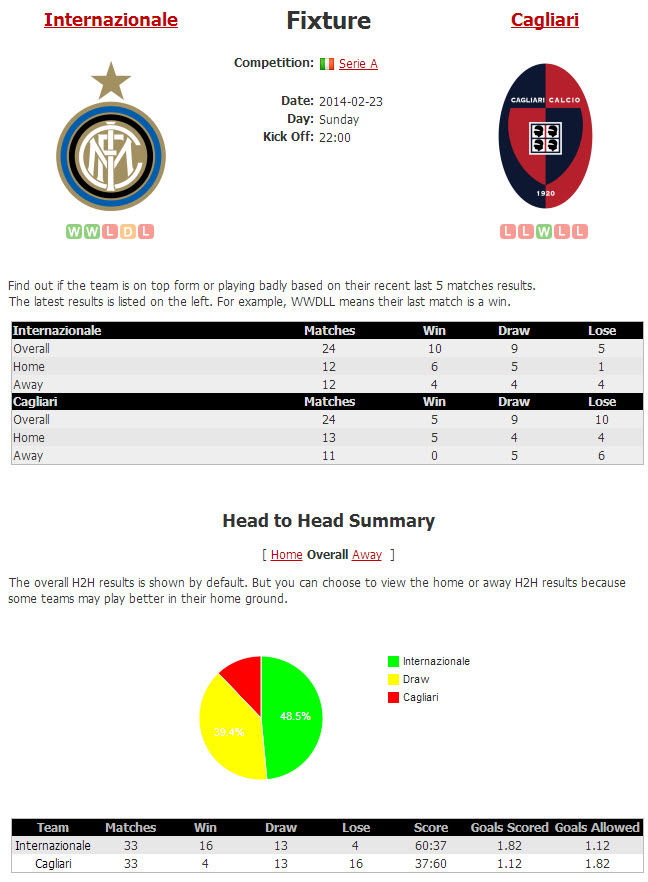 Internazionale
Fixture
Cagliari
Competition: Serie A
Date: 2014-02-23
Day: Sunday
Kick Off: 22:00
CAGLIARI CALCIO
1920
W W L D L
L L W L L
Find out if the team is on top form or playing badly based on their recent last 5 matches results.
The latest results is listed on the left. For example, WWDLL means their last match is a win.
Internazionale Matches Win Draw Lose
Overall 24 10 9 5
Home 12 6 5 1
Away 12 4 4 4
Cagliari Matches Win Draw Lose
Overall 24 5 9 10
Home 13 5 4 4
Away 11 0 5 6
Head to Head Summary
[ Home Overall Away ]
The overall H2H results is shown by default. But you can choose to view the home or away H2H results because
some teams may play better in their home ground.
Internazionale
Draw
Cagliari
48.5%
39.4%
Team Matches Win Draw Lose Score Goals Scored Goals Allowed
Internazionale 33 16 13 4 60:37 1.82 1.12
Cagliari 33 4 13 16 37:60 1.12 1.82